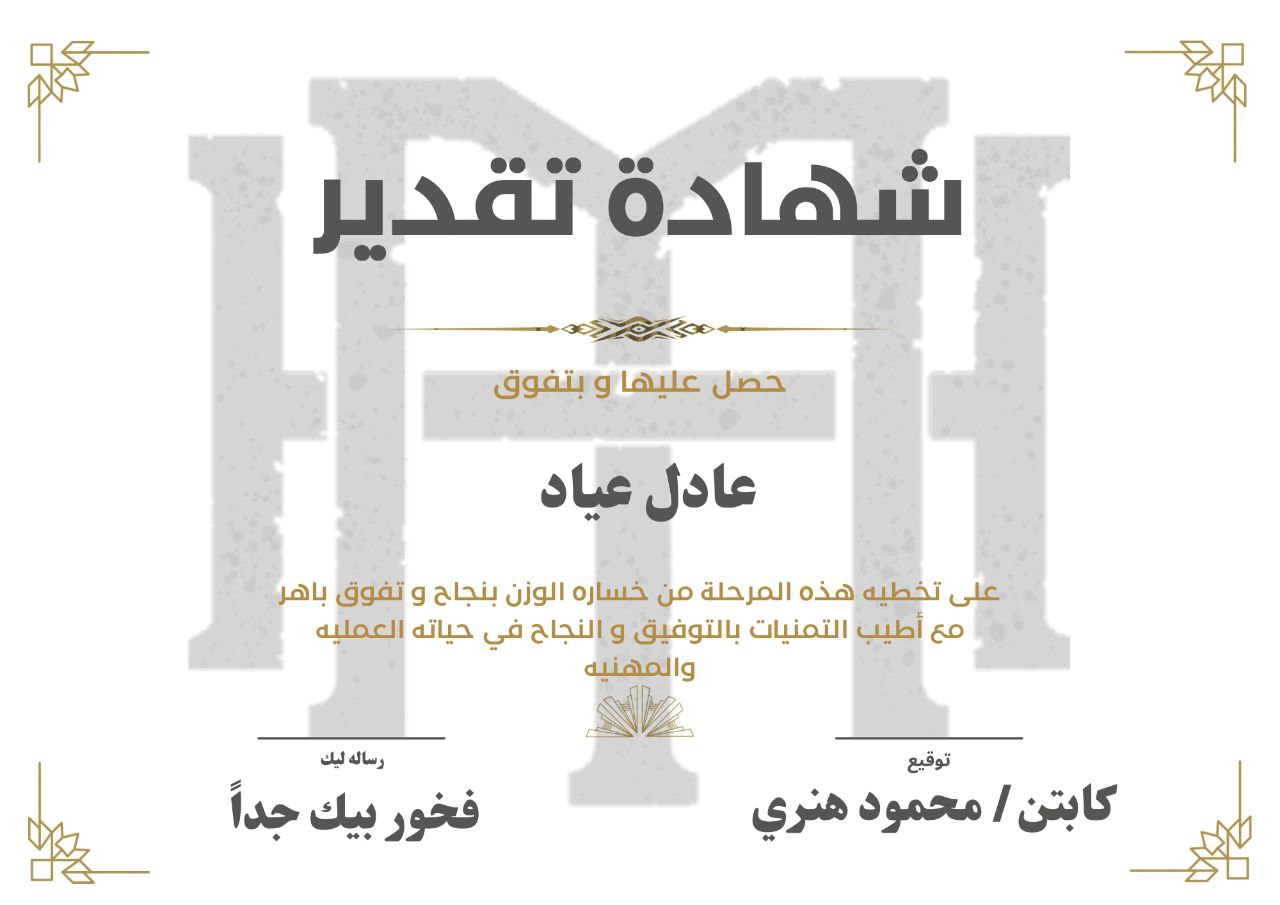 شهادة تقدير
حصل عليها و بتفوق
عادل عياد
على تخطيه هذه المرحلة من خساره الوزن بنجاح و تفوق باهر
مع أطيب التمنيات بالتوفيق و النجاح في حياته العمليه
والمهنيه
توقيع
كابتن / محمود هنري
رساله ليك
فخور بيك جداً